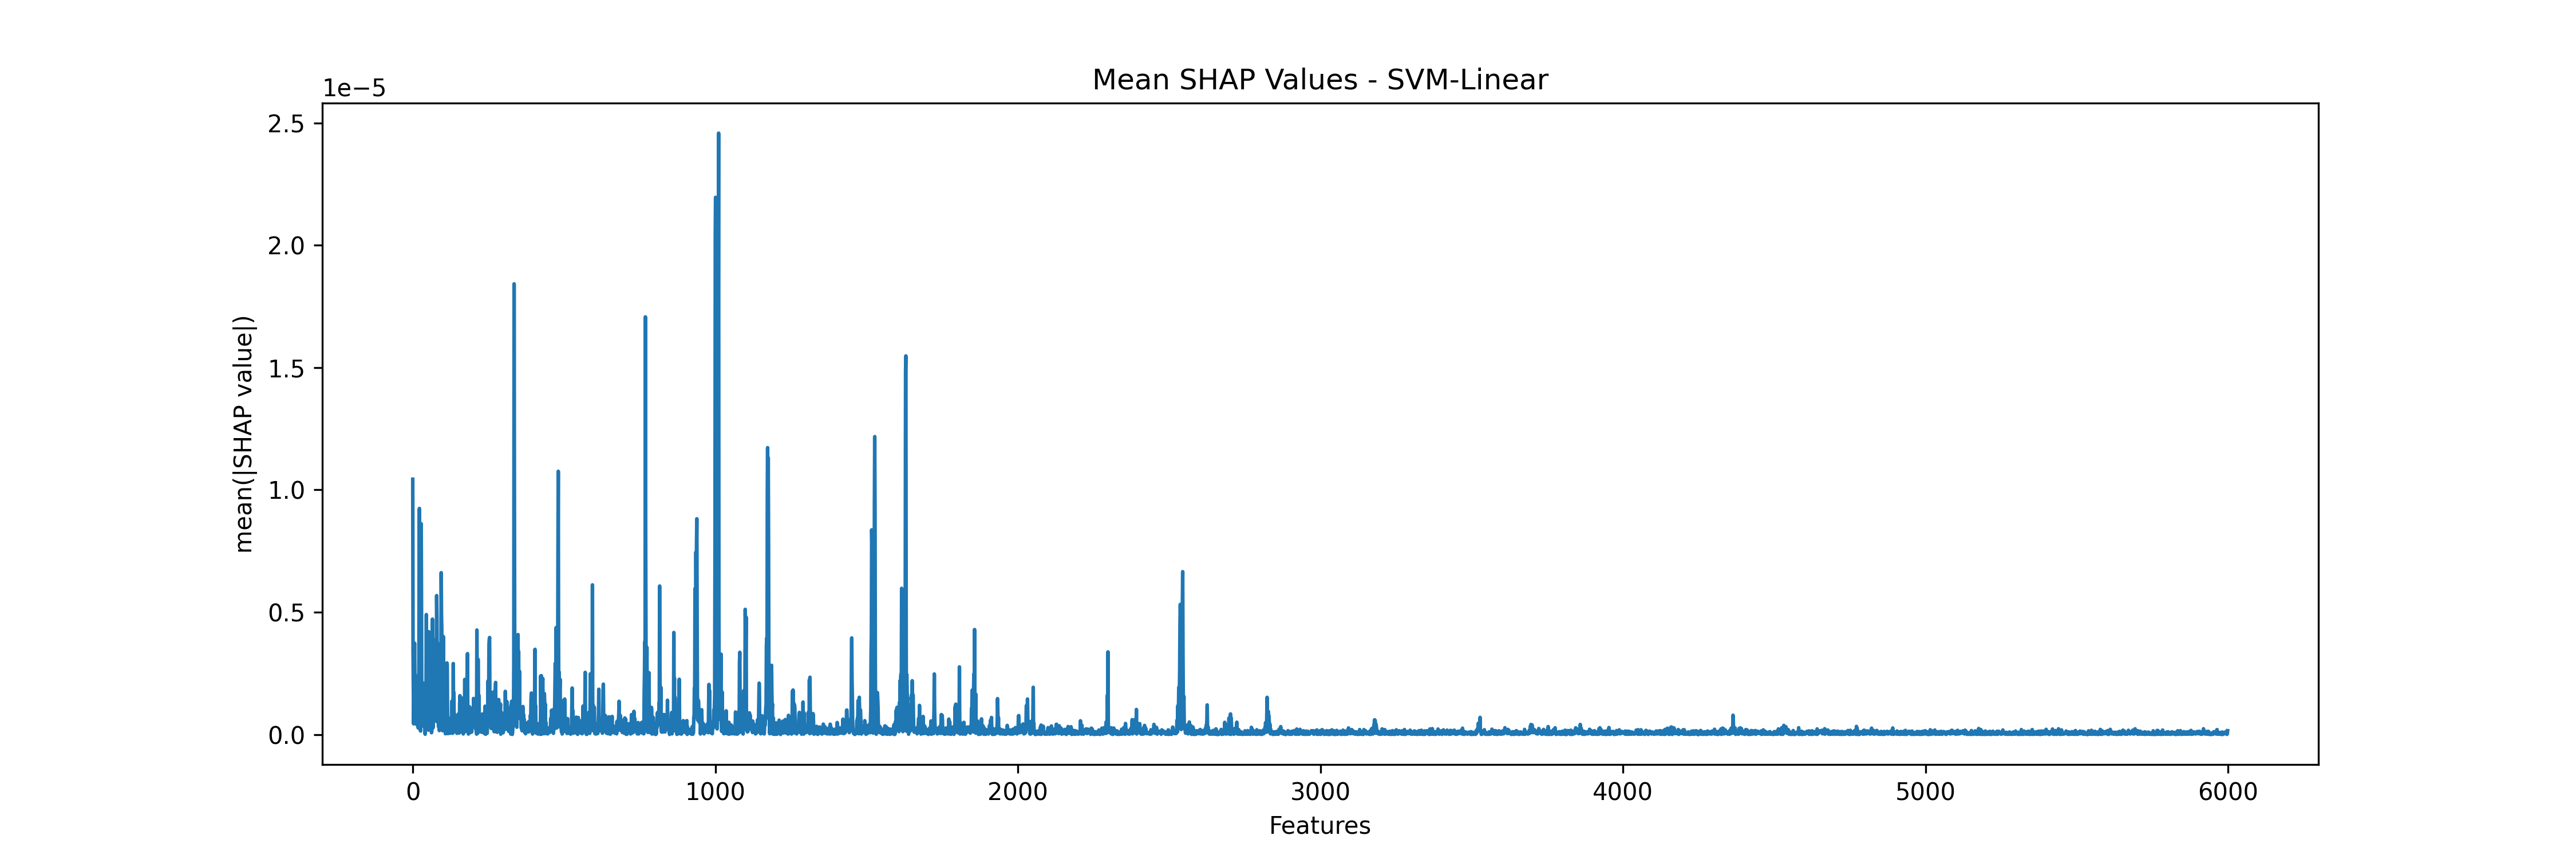 Mean SHAP Values - SVM-Linear
1e−5
2.5
2.0
1.5
1.0
0.5
0.0
mean(|SHAP value|)
0 1000 2000 3000 4000 5000 6000
Features